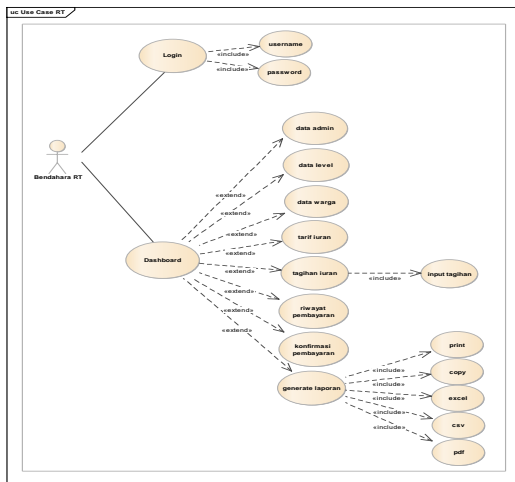 uc Use Case RT
Login
«include»
«include»
username
password
Bendahara RT
Dashboard
«extend»
«extend»
«extend»
«extend»
«extend»
«extend»
«extend»
«extend»
data admin
data level
data warga
tarif iuran
tagihan iuran
«include»
input tagihan
riwayat
pembayaran
konfirmasi
pembayaran
generate laporan
«include»
«include»
«include»
«include»
«include»
print
copy
excel
csv
pdf